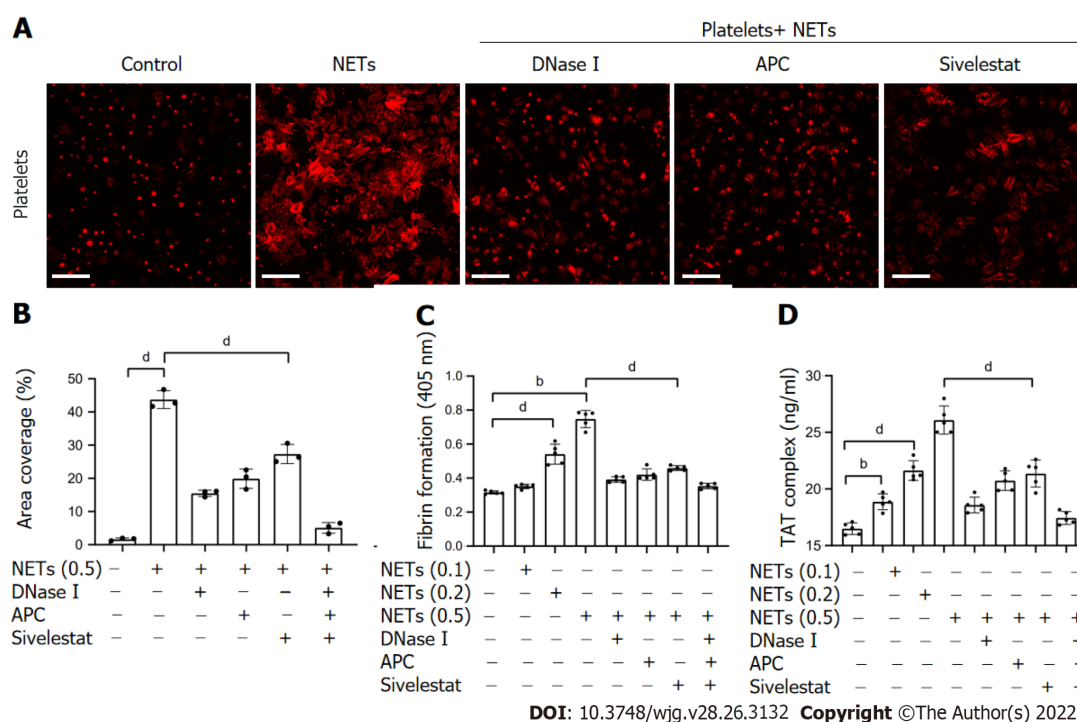 A
Platelets+ NETs
Control NETs DNase I APC Sivelestat
Platelets
B
d
d
Area coverage (%)
50
40
30
20
10
0
NETs (0.5) – + + + + +
DNase I – – + – – +
APC – – – + – +
Sivelestat – – – – + +
C
b
d
d
Fibrin formation (405 nm)
1.0
0.8
0.6
0.4
0.2
0.0
NETs (0.1) – + – – – – – –
NETs (0.2) – – + – – – – –
NETs (0.5) – – – + + + + +
DNase I – – – – + – – +
APC – – – – – + – +
Sivelestat – – – – – – + +
D
d
d
b
TAT complex (ng/ml)
30
25
20
15
NETs (0.1) – + – – – – – –
NETs (0.2) – – + – – – – –
NETs (0.5) – – – + + + + +
DNase I – – – – + – –
APC – – – – – + –
Sivelestat – – – – – – +
DOI: 10.3748/wjg.v28.26.3132 Copyright ©The Author(s) 2022